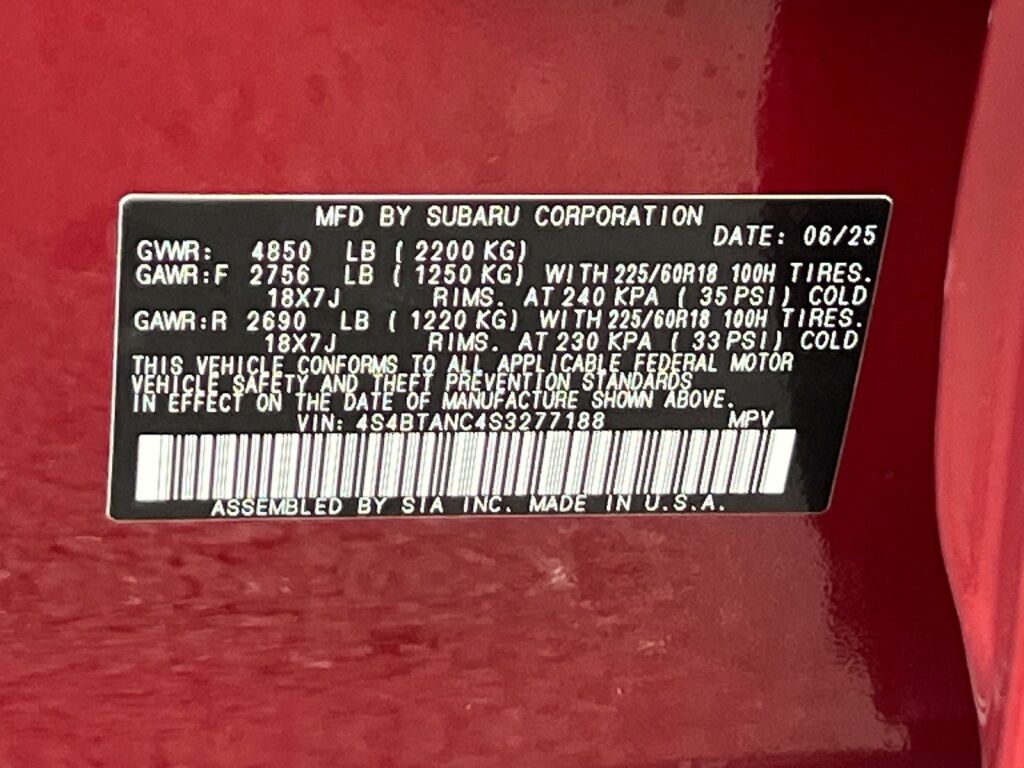 MFD BY SUBARU CORPORATION
DATE: 06/25
GVWR: 4850 LB (2200 KG)
GAWR:F 2756 LB (1250 KG) WITH 225/60R18 100H TIRES.
18X7J RIMS. AT 240 KPA (35 PSI) COLD
GAWR:R 2690 LB (1220 KG) WITH 225/60R18 100H TIRES.
18X7J RIMS. AT 230 KPA (33 PSI) COLD
THIS VEHICLE CONFORMS TO ALL APPLICABLE FEDERAL MOTOR
VEHICLE SAFETY AND THEFT PREVENTION STANDARDS
IN EFFECT ON THE DATE OF MANUFACTURE SHOWN ABOVE.
VIN: 4S4BTANC4S3277188 MPV
ASSEMBLED BY SIA INC. MADE IN U.S.A.